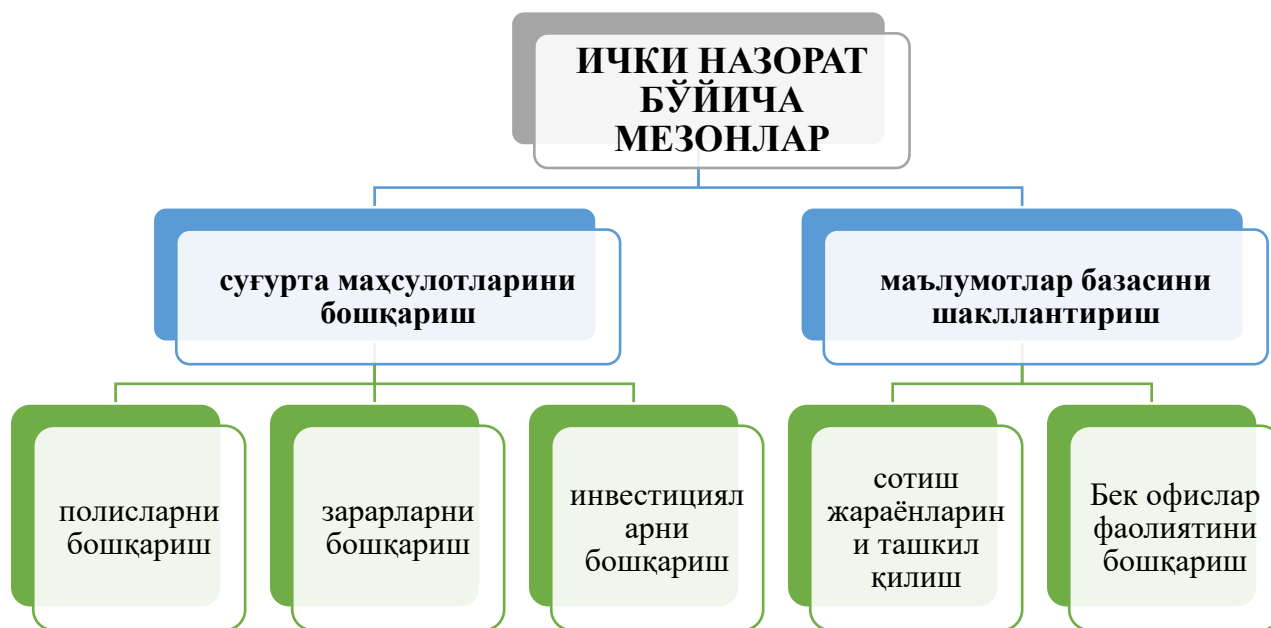 ИЧКИ НАЗОРАТ
БЎЙИЧА
МЕЗОНЛАР
суғурта маҳсулотларини
бошқариш
маълумотлар базасини
шакллантириш
полисларни
бошқариш
зарарларни
бошқариш
инвестициял
арни
бошқариш
сотиш
жараёнларин
и ташкил
қилиш
Бек офислар
фаолиятини
бошқариш